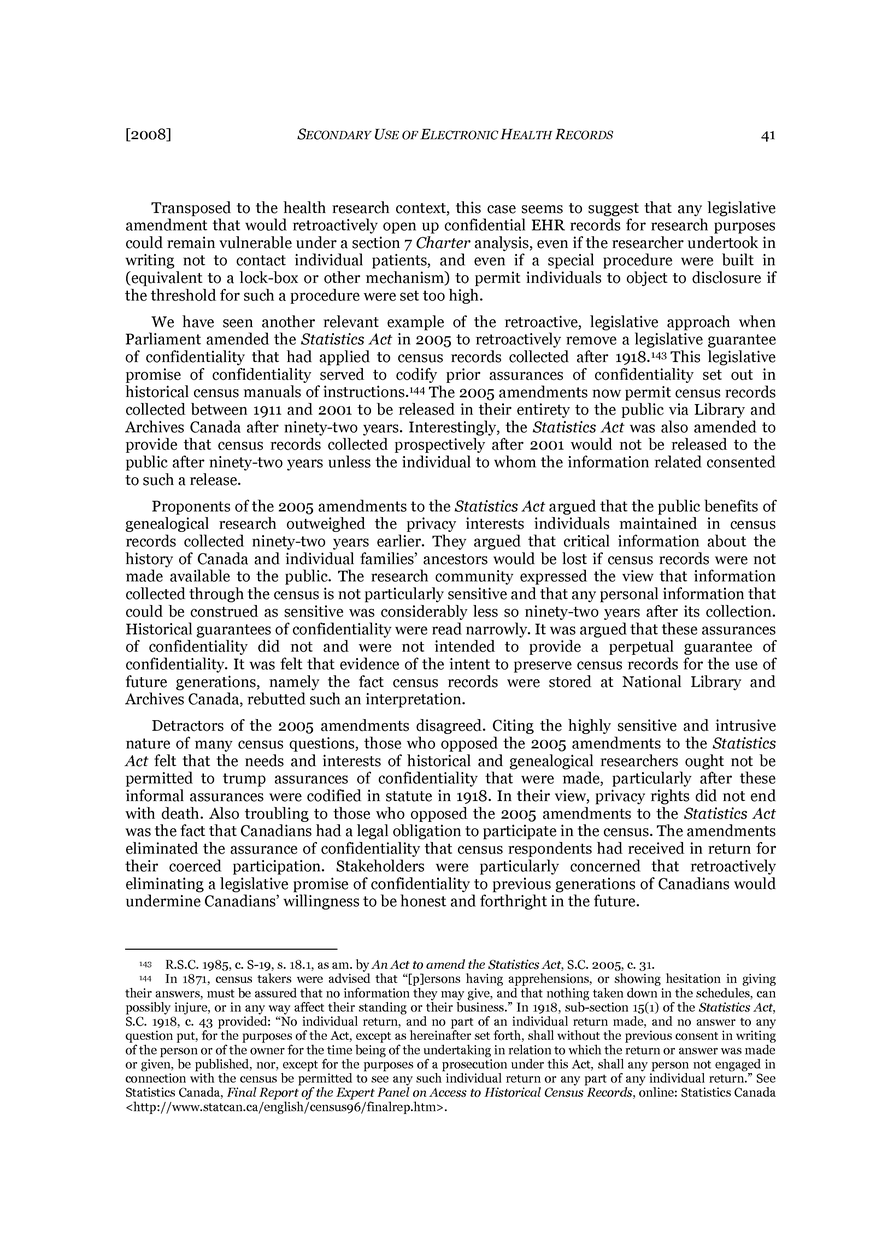 [2008] SECONDARY USE OF ELECTRONIC HEALTH RECORDS 41
Transposed to the health research context, this case seems to suggest that any legislative
amendment that would retroactively open up confidential EHR records for research purposes
could remain vulnerable under a section 7 Charter analysis, even if the researcher undertook in
writing not to contact individual patients, and even if a special procedure were built in
(equivalent to a lock-box or other mechanism) to permit individuals to object to disclosure if
the threshold for such a procedure were set too high.
We have seen another relevant example of the retroactive, legislative approach when
Parliament amended the Statistics Act in 2005 to retroactively remove a legislative guarantee
of confidentiality that had applied to census records collected after 1918.143 This legislative
promise of confidentiality served to codify prior assurances of confidentiality set out in
historical census manuals of instructions.144 The 2005 amendments now permit census records
collected between 1911 and 2001 to be released in their entirety to the public via Library and
Archives Canada after ninety-two years. Interestingly, the Statistics Act was also amended to
provide that census records collected prospectively after 2001 would not be released to the
public after ninety-two years unless the individual to whom the information related consented
to such a release.
Proponents of the 2005 amendments to the Statistics Act argued that the public benefits of
genealogical research outweighed the privacy interests individuals maintained in census
records collected ninety-two years earlier. They argued that critical information about the
history of Canada and individual families’ ancestors would be lost if census records were not
made available to the public. The research community expressed the view that information
collected through the census is not particularly sensitive and that any personal information that
could be construed as sensitive was considerably less so ninety-two years after its collection.
Historical guarantees of confidentiality were read narrowly. It was argued that these assurances
of confidentiality did not and were not intended to provide a perpetual guarantee of
confidentiality. It was felt that evidence of the intent to preserve census records for the use of
future generations, namely the fact census records were stored at National Library and
Archives Canada, rebutted such an interpretation.
Detractors of the 2005 amendments disagreed. Citing the highly sensitive and intrusive
nature of many census questions, those who opposed the 2005 amendments to the Statistics
Act felt that the needs and interests of historical and genealogical researchers ought not be
permitted to trump assurances of confidentiality that were made, particularly after these
informal assurances were codified in statute in 1918. In their view, privacy rights did not end
with death. Also troubling to those who opposed the 2005 amendments to the Statistics Act
was the fact that Canadians had a legal obligation to participate in the census. The amendments
eliminated the assurance of confidentiality that census respondents had received in return for
their coerced participation. Stakeholders were particularly concerned that retroactively
eliminating a legislative promise of confidentiality to previous generations of Canadians would
undermine Canadians’ willingness to be honest and forthright in the future.
143 R.S.C. 1985, c. S-19, s. 18.1, as am. by An Act to amend the Statistics Act, S.C. 2005, c. 31.
144 In 1871, census takers were advised that “[p]ersons having apprehensions, or showing hesitation in giving
their answers, must be assured that no information they may give, and that nothing taken down in the schedules, can
possibly injure, or in any way affect their standing or their business.” In 1918, sub-section 15(1) of the Statistics Act,
S.C. 1918, c. 43 provided: “No individual return, and no part of an individual return made, and no answer to any
question put, for the purposes of the Act, except as hereinafter set forth, shall without the previous consent in writing
of the person or of the owner for the time being of the undertaking in relation to which the return or answer was made
or given, be published, nor, except for the purposes of a prosecution under this Act, shall any person not engaged in
connection with the census be permitted to see any such individual return or any part of any individual return.” See
Statistics Canada, Final Report of the Expert Panel on Access to Historical Census Records, online: Statistics Canada
<http://www.statcan.ca/english/census96/finalrep.htm>.